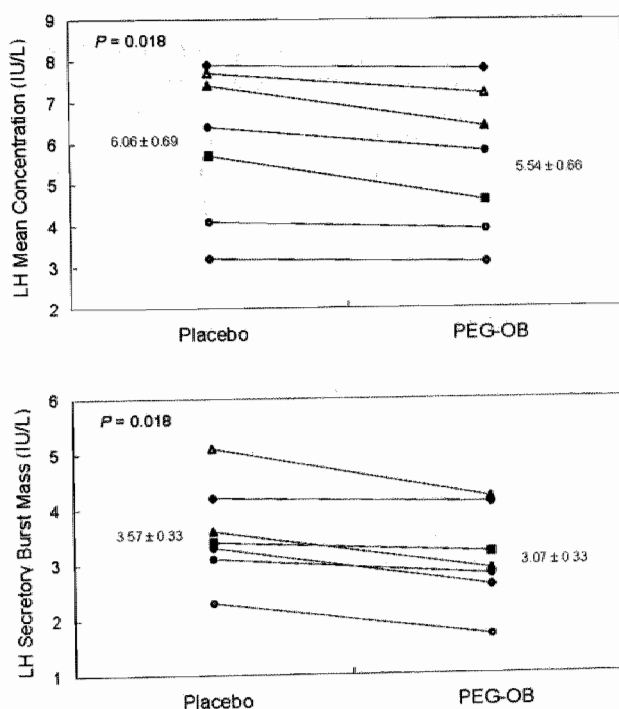 9
P = 0.018
8
7
6.06 ± 0.69
6
5.54 ± 0.66
5
4
3
2
LH Mean Concentration (IU/L)
Placebo PEG-OB
6
P = 0.018
5
4
3.57 ± 0.33
3.07 ± 0.33
3
2
1
LH Secretory Burst Mass (IU/L)
Placebo PEG-OB